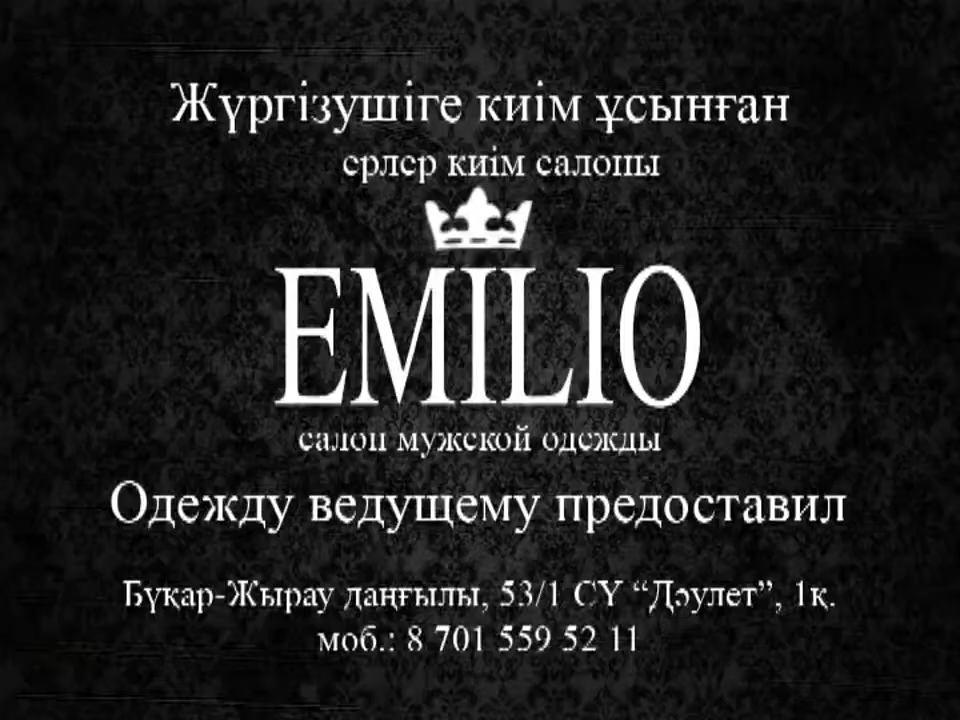 Жүргізушіге киім ұсынған
ерлер киім салоны
EMILIO
салон мужской одежды
Одежду ведущему предоставил
Бұқар-Жырау даңғылы, 53/1 СҮ “Дәулет”, 1қ.
моб.: 8 701 559 52 11